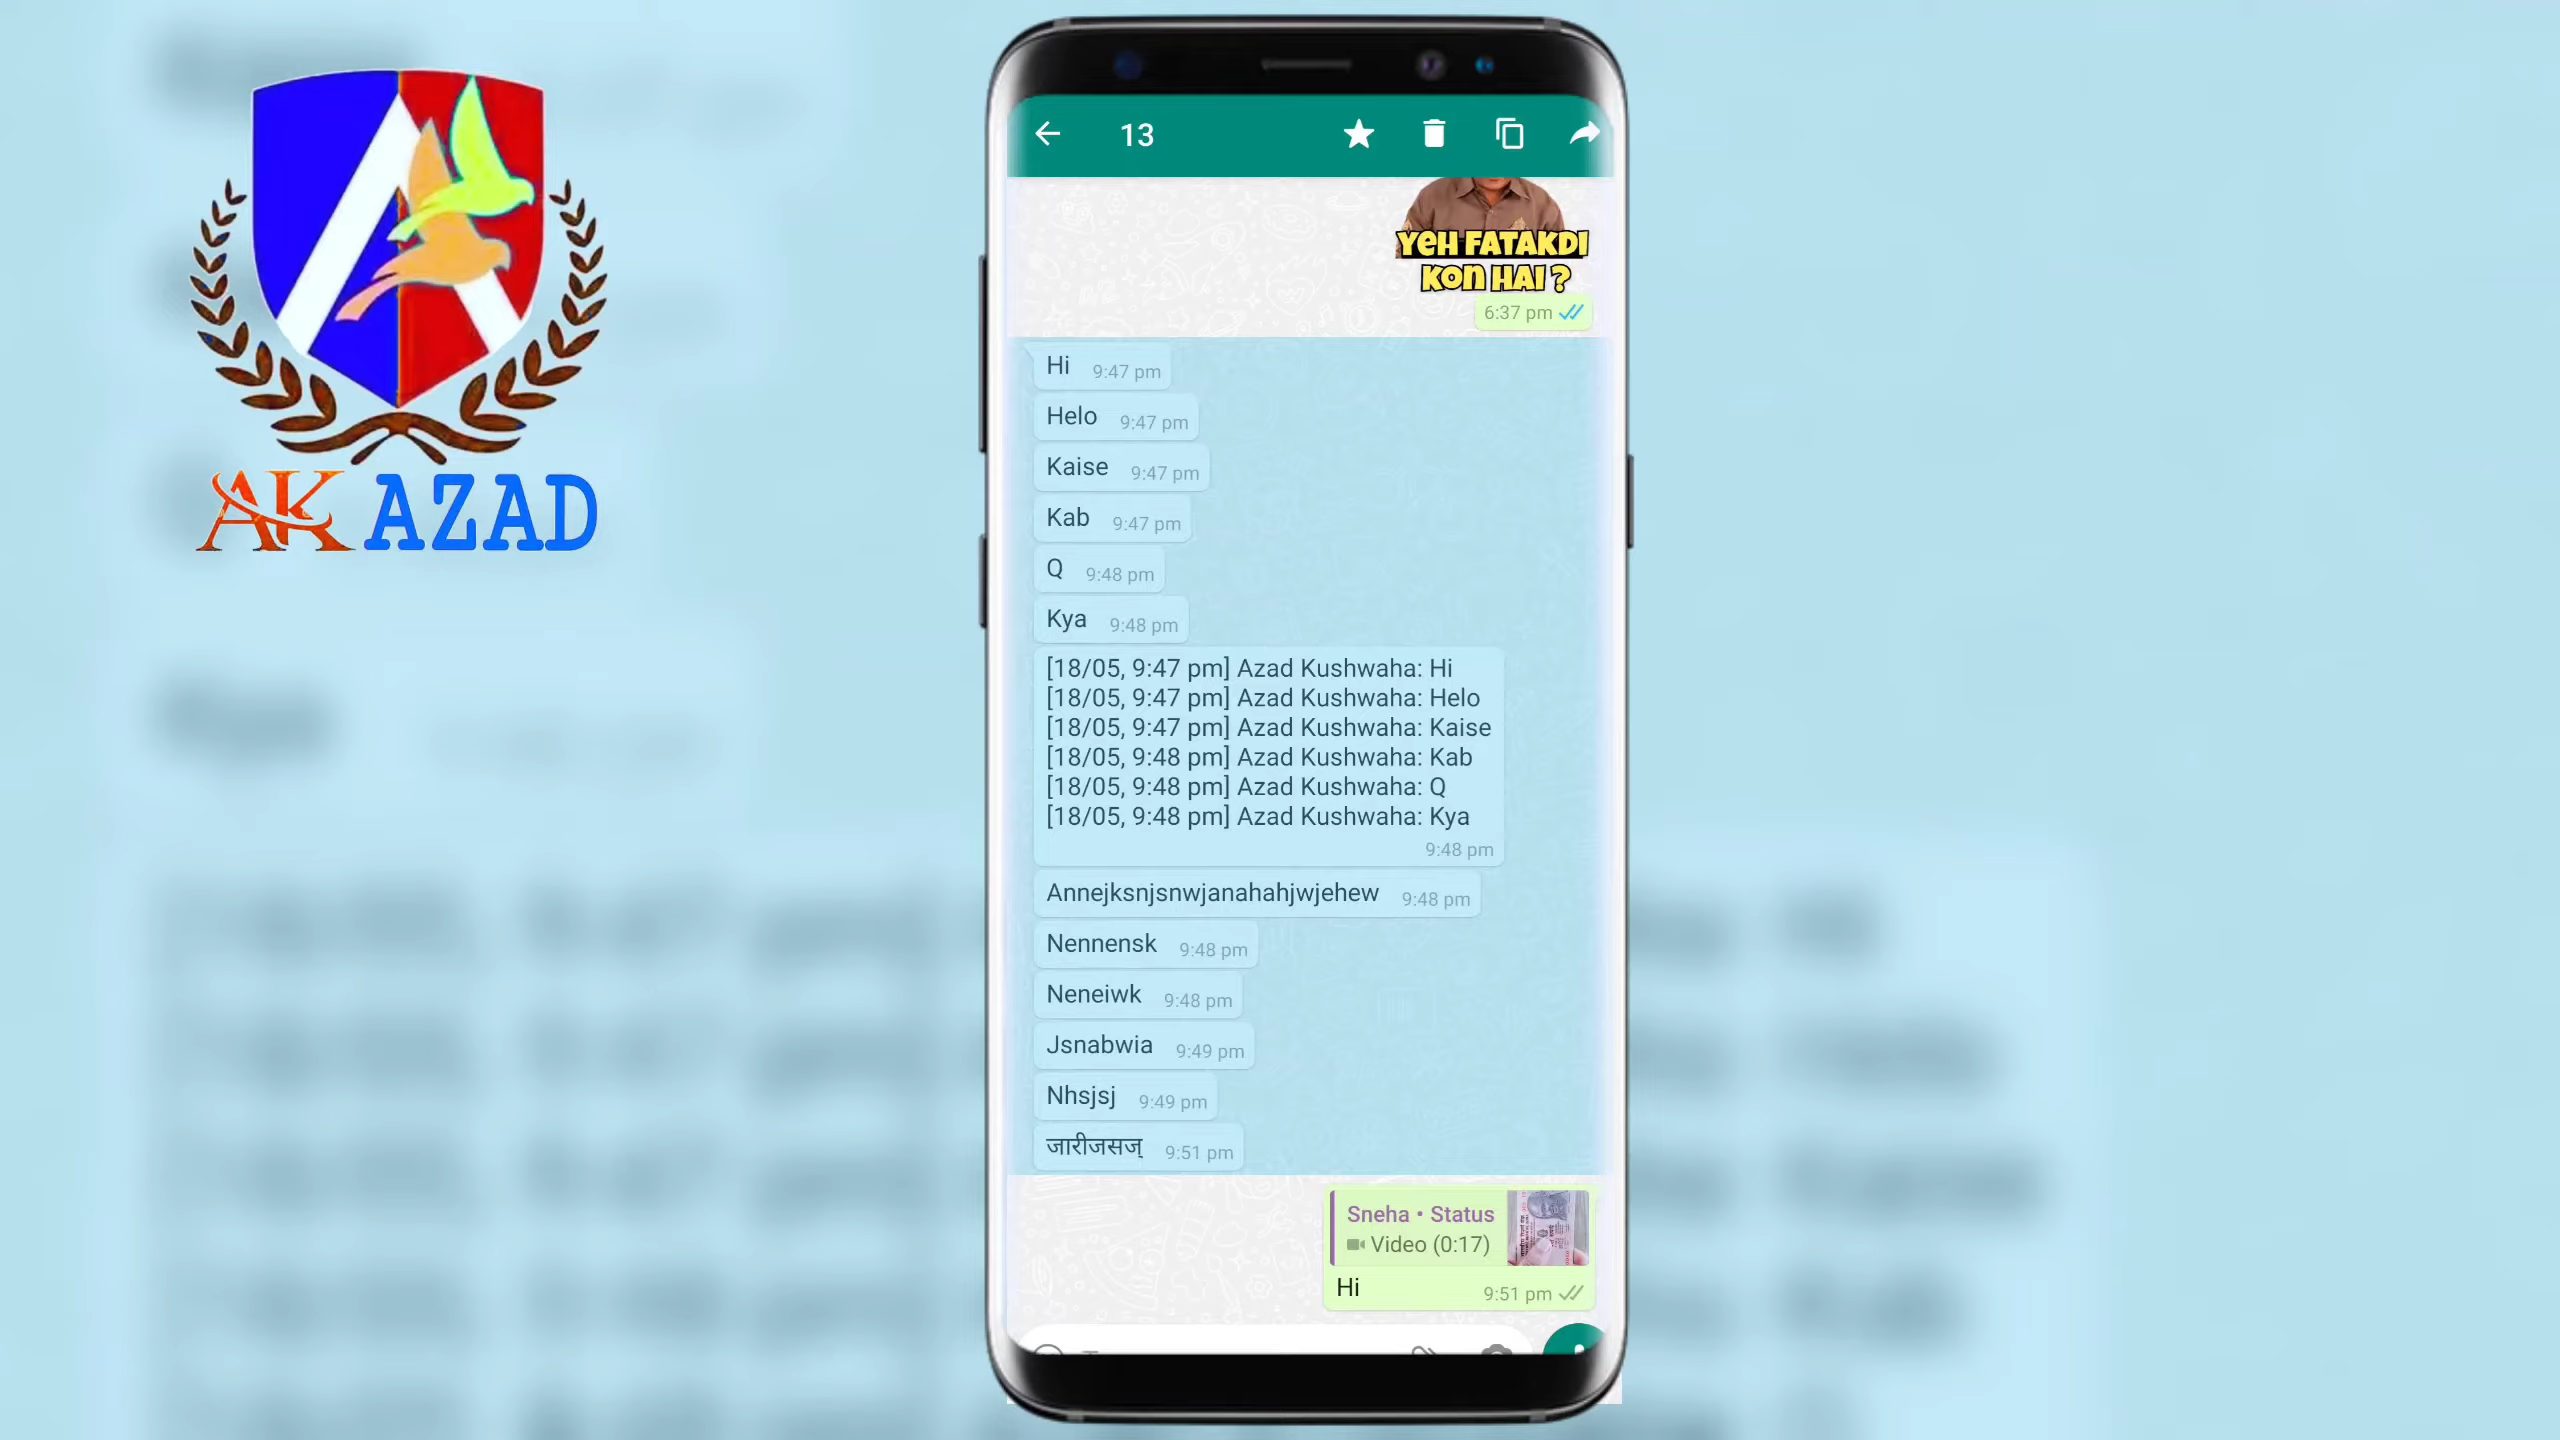 AK AZAD
13
YEH FATAKDI
KON HAI ?
6:37 pm
Hi 9:47 pm
Helo 9:47 pm
Kaise 9:47 pm
Kab 9:47 pm
Q 9:48 pm
Kya 9:48 pm
[18/05, 9:47 pm] Azad Kushwaha: Hi
[18/05, 9:47 pm] Azad Kushwaha: Helo
[18/05, 9:47 pm] Azad Kushwaha: Kaise
[18/05, 9:48 pm] Azad Kushwaha: Kab
[18/05, 9:48 pm] Azad Kushwaha: Q
[18/05, 9:48 pm] Azad Kushwaha: Kya
9:48 pm
Annejksnjsnwjanahahjwjehew 9:48 pm
Nennensk 9:48 pm
Neneiwk 9:48 pm
Jsnabwia 9:49 pm
Nhsjsj 9:49 pm
जारीजसज् 9:51 pm
Sneha • Status
Video (0:17)
Hi 9:51 pm